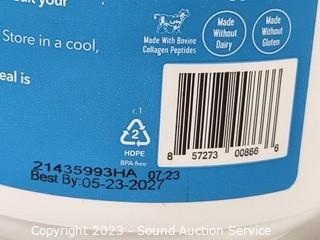 Store in a cool,
eal is
Made With Bovine
Collagen Peptides
Made
Without
Dairy
Made
Without
Gluten
r.1
2
HDPE
BPA-free
8 57273 00866 6
21435993HA 07:23
Best By:05-23-2027
Copyright 2023 - Sound Auction Service